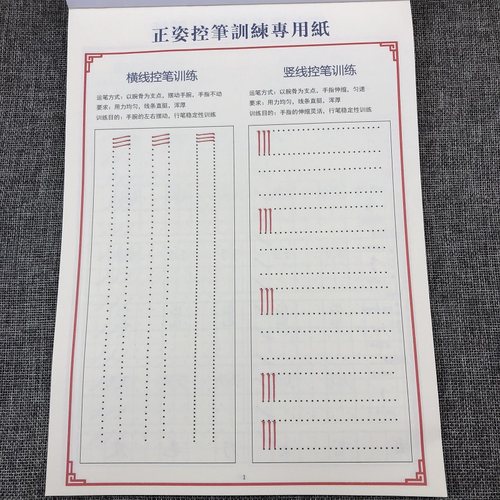 正姿控筆訓練專用紙
横线控笔训练
运笔方式：以腕骨为支点，摆动手腕，手指不动
要求：用力均匀，线条直挺，浑厚
训练目的：手腕的左右摆动，行笔稳定性训练
竖线控笔训练
运笔方式：以腕骨为支点，手指伸缩，匀速
要求：用力均匀，线条直挺，浑厚
训练目的：手指的伸缩灵活，行笔稳定性训练
1